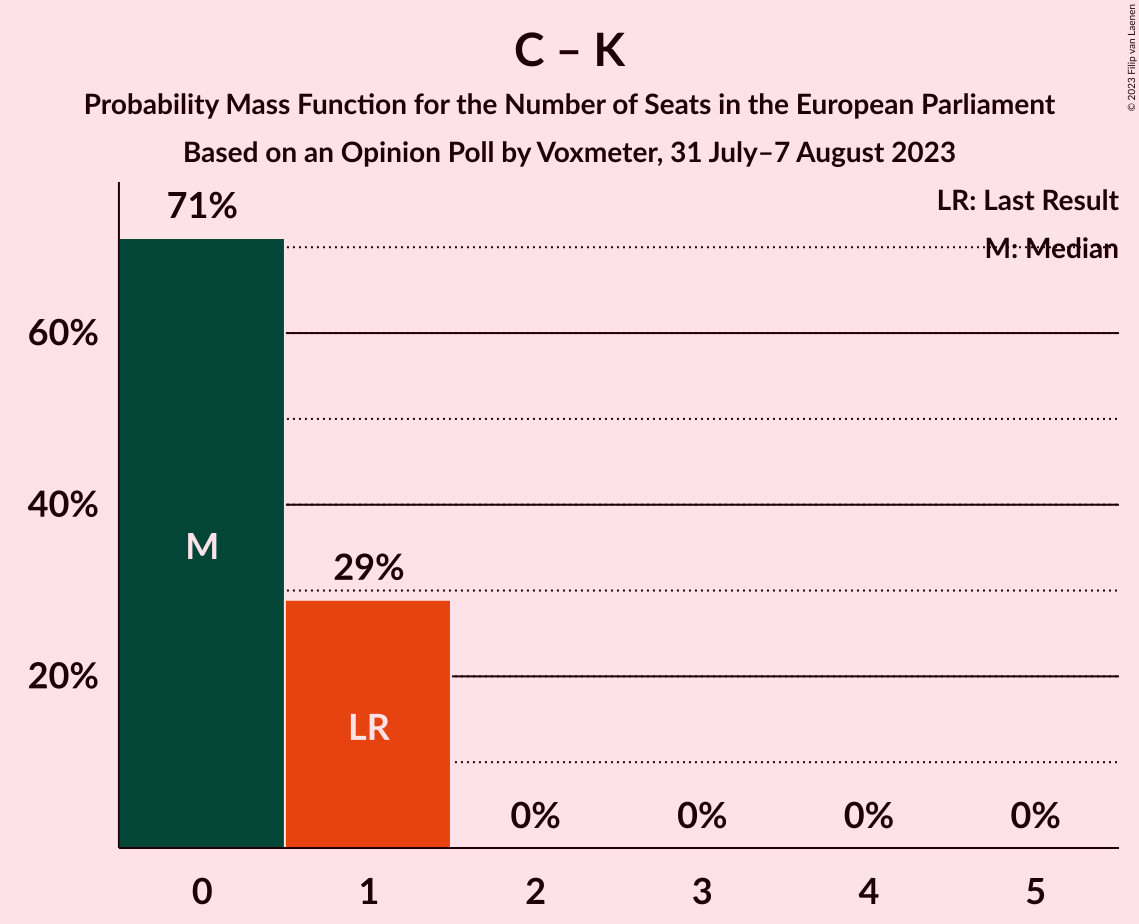 C – K
Probability Mass Function for the Number of Seats in the European Parliament
Based on an Opinion Poll by Voxmeter, 31 July–7 August 2023
© 2023 Filip van Laenen
LR: Last Result
M: Median
71%
60%
40%
20%
M
29%
LR
0% 0% 0% 0%
0 1 2 3 4 5